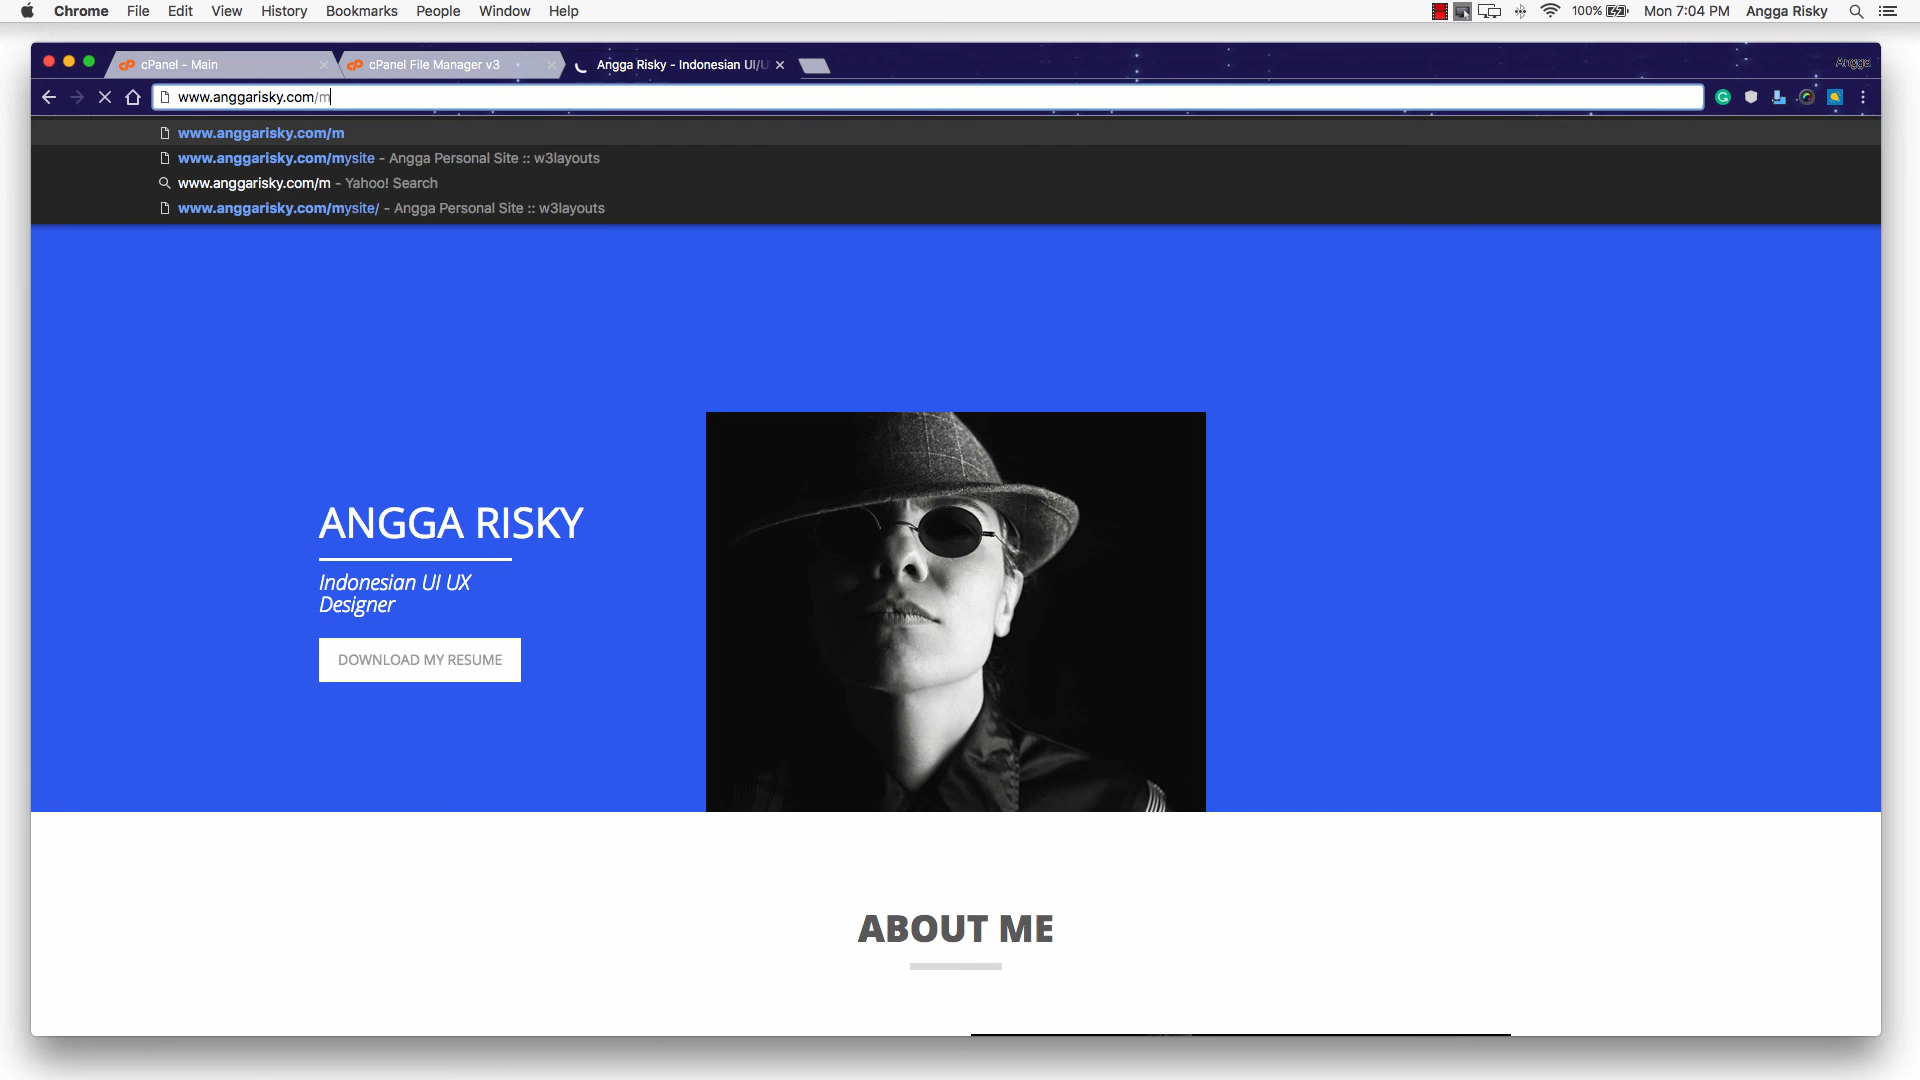 Chrome File Edit View History Bookmarks People Window Help 100% Mon 7:04 PM Angga Risky
cPanel - Main cPanel File Manager v3 Angga Risky - Indonesian UI/U Angga
www.anggarisky.com/m
www.anggarisky.com/m
www.anggarisky.com/mysite - Angga Personal Site :: w3layouts
www.anggarisky.com/m - Yahoo! Search
www.anggarisky.com/mysite/ - Angga Personal Site :: w3layouts
ANGGA RISKY
Indonesian UI UX
Designer
DOWNLOAD MY RESUME
ABOUT ME